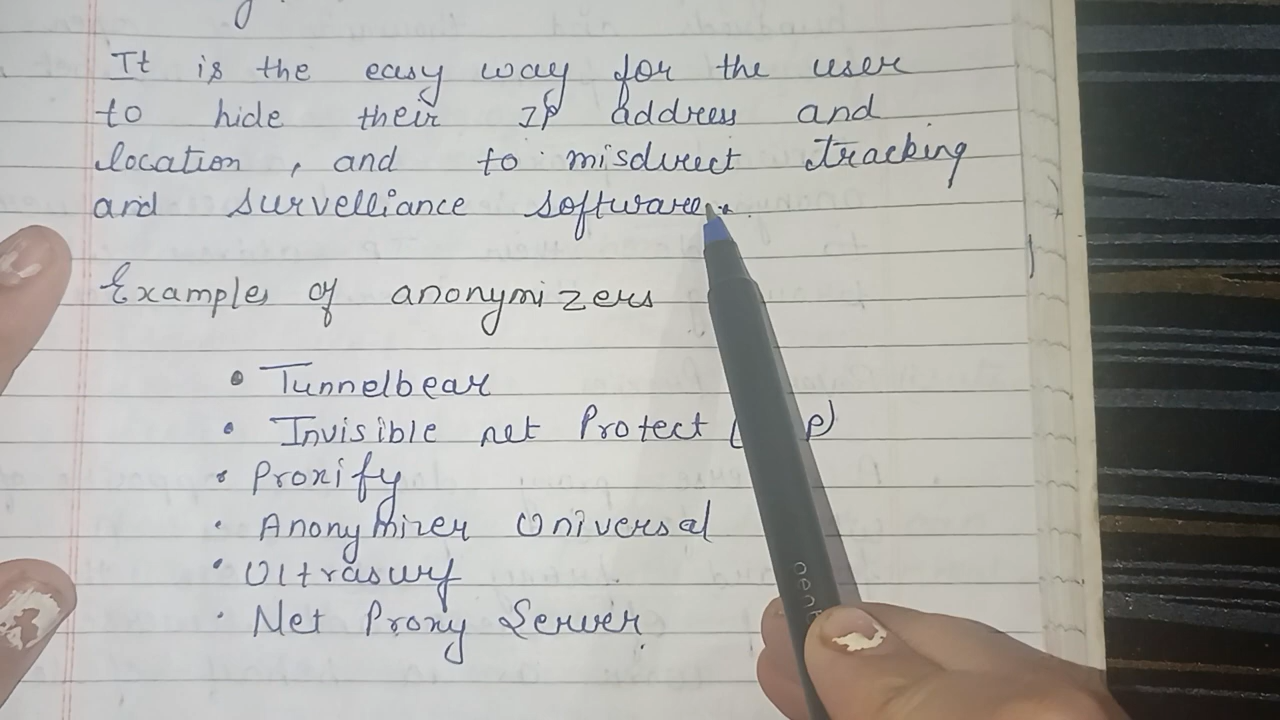 It is the easy way for the user
to hide their IP address and
location, and to misdirect tracking
and survelliance software.
Examples of anonymizers
• Tunnelbear
• Invisible net Protect ( P)
• Proxify
• Anonymizer Universal
• Ultrasurf
• Net Proxy Server.